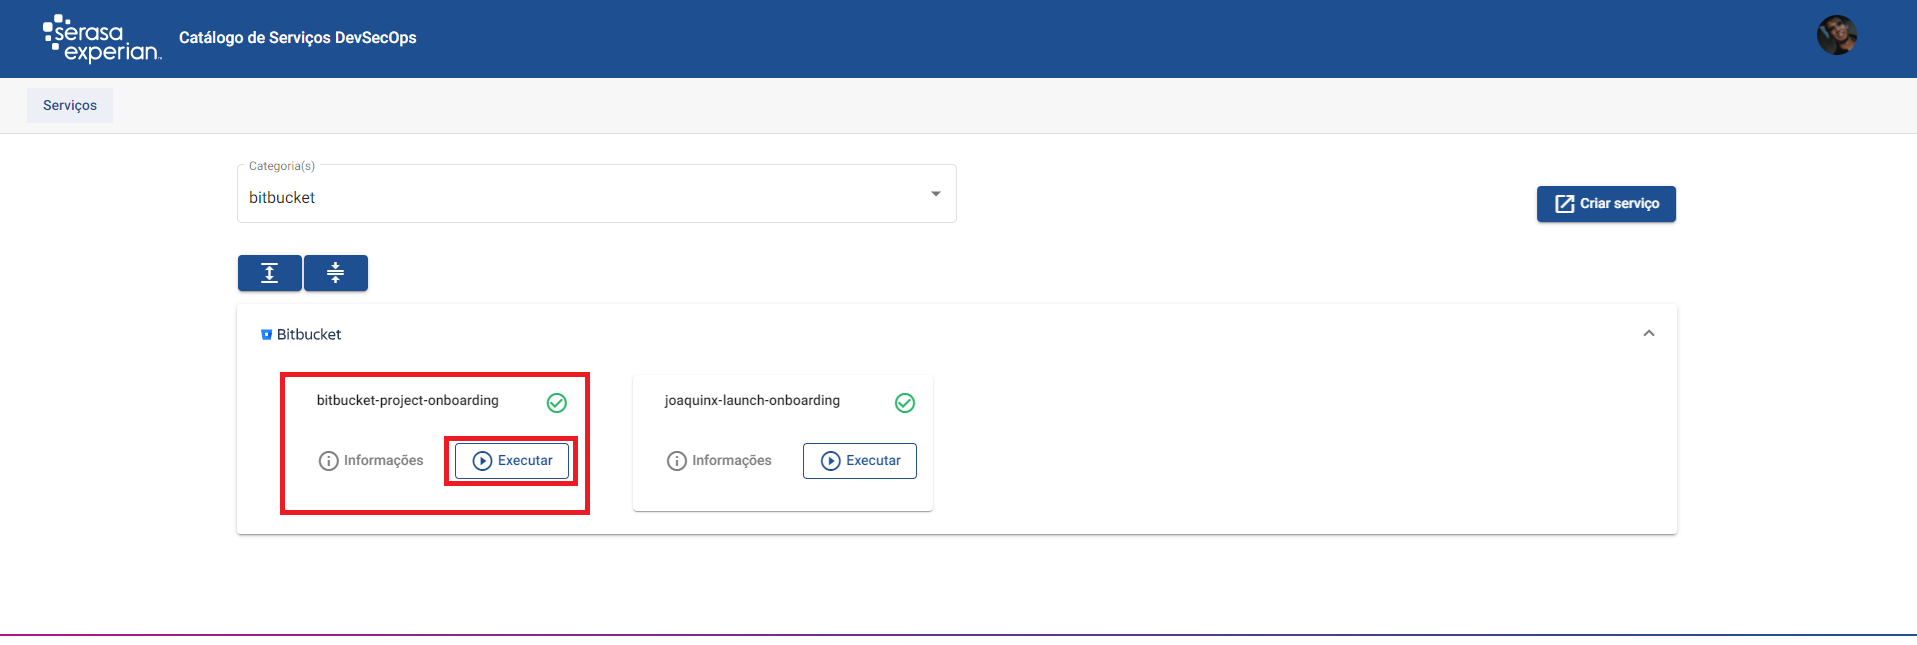 serasa
experian™
Catálogo de Serviços DevSecOps
Serviços
Categoria(s)
bitbucket
Criar serviço
Bitbucket
bitbucket-project-onboarding
Informações
Executar
joaquinx-launch-onboarding
Informações
Executar